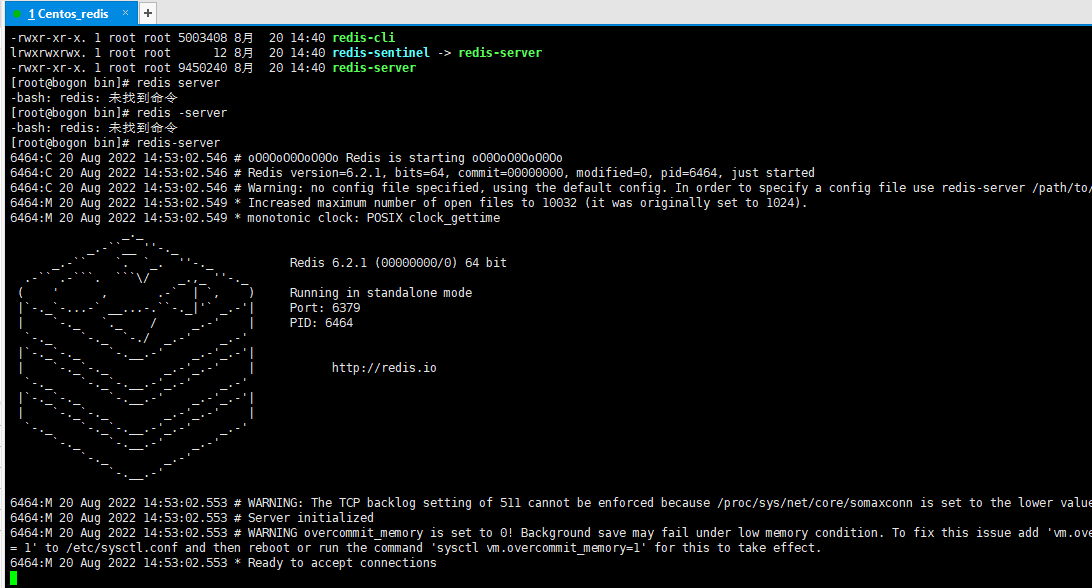 1 Centos_redis × +
-rwxr-xr-x. 1 root root 5003408 8月  20 14:40 redis-cli
lrwxrwxrwx. 1 root root      12 8月  20 14:40 redis-sentinel -> redis-server
-rwxr-xr-x. 1 root root 9450240 8月  20 14:40 redis-server
[root@bogon bin]# redis server
-bash: redis: 未找到命令
[root@bogon bin]# redis -server
-bash: redis: 未找到命令
[root@bogon bin]# redis-server
6464:C 20 Aug 2022 14:53:02.546 # oO0OoO0OoO0Oo Redis is starting oO0OoO0OoO0Oo
6464:C 20 Aug 2022 14:53:02.546 # Redis version=6.2.1, bits=64, commit=00000000, modified=0, pid=6464, just started
6464:C 20 Aug 2022 14:53:02.546 # Warning: no config file specified, using the default config. In order to specify a config file use redis-server /path/to/
6464:M 20 Aug 2022 14:53:02.549 * Increased maximum number of open files to 10032 (it was originally set to 1024).
6464:M 20 Aug 2022 14:53:02.549 * monotonic clock: POSIX clock_gettime
Redis 6.2.1 (00000000/0) 64 bit
Running in standalone mode
Port: 6379
PID: 6464
http://redis.io
6464:M 20 Aug 2022 14:53:02.553 # WARNING: The TCP backlog setting of 511 cannot be enforced because /proc/sys/net/core/somaxconn is set to the lower value
6464:M 20 Aug 2022 14:53:02.553 # Server initialized
6464:M 20 Aug 2022 14:53:02.553 # WARNING overcommit_memory is set to 0! Background save may fail under low memory condition. To fix this issue add 'vm.ove
= 1' to /etc/sysctl.conf and then reboot or run the command 'sysctl vm.overcommit_memory=1' for this to take effect.
6464:M 20 Aug 2022 14:53:02.553 * Ready to accept connections